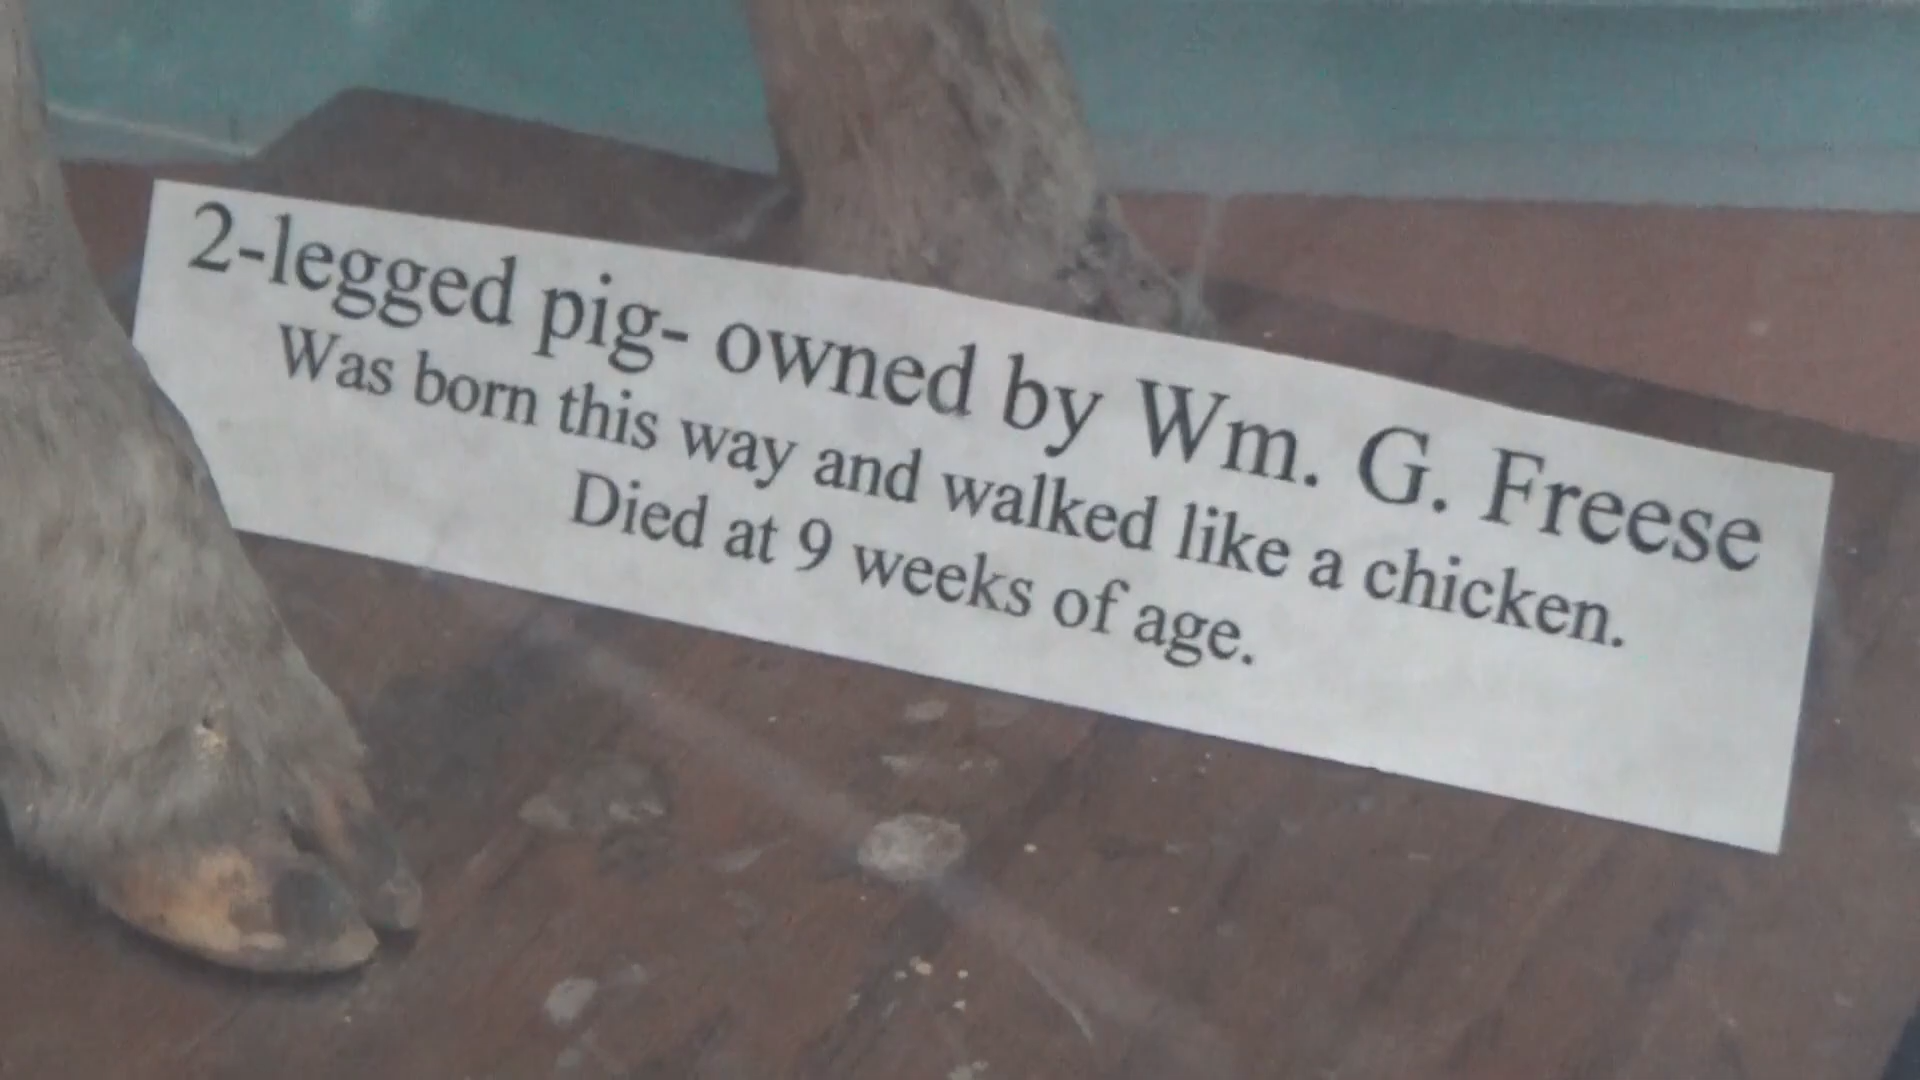 2-legged pig- owned by Wm. G. Freese
Was born this way and walked like a chicken.
Died at 9 weeks of age.